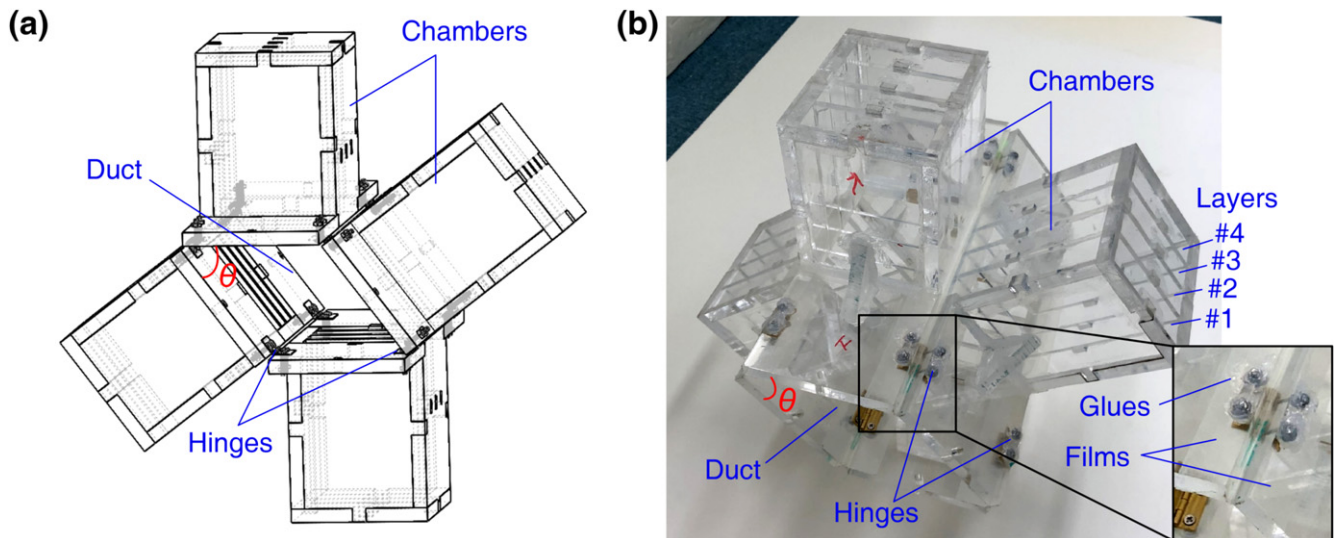 (a)
Chambers
Duct
θ
Hinges
(b)
Chambers
Layers
#4
#3
#2
#1
H
θ
Glues
Films
Duct
Hinges